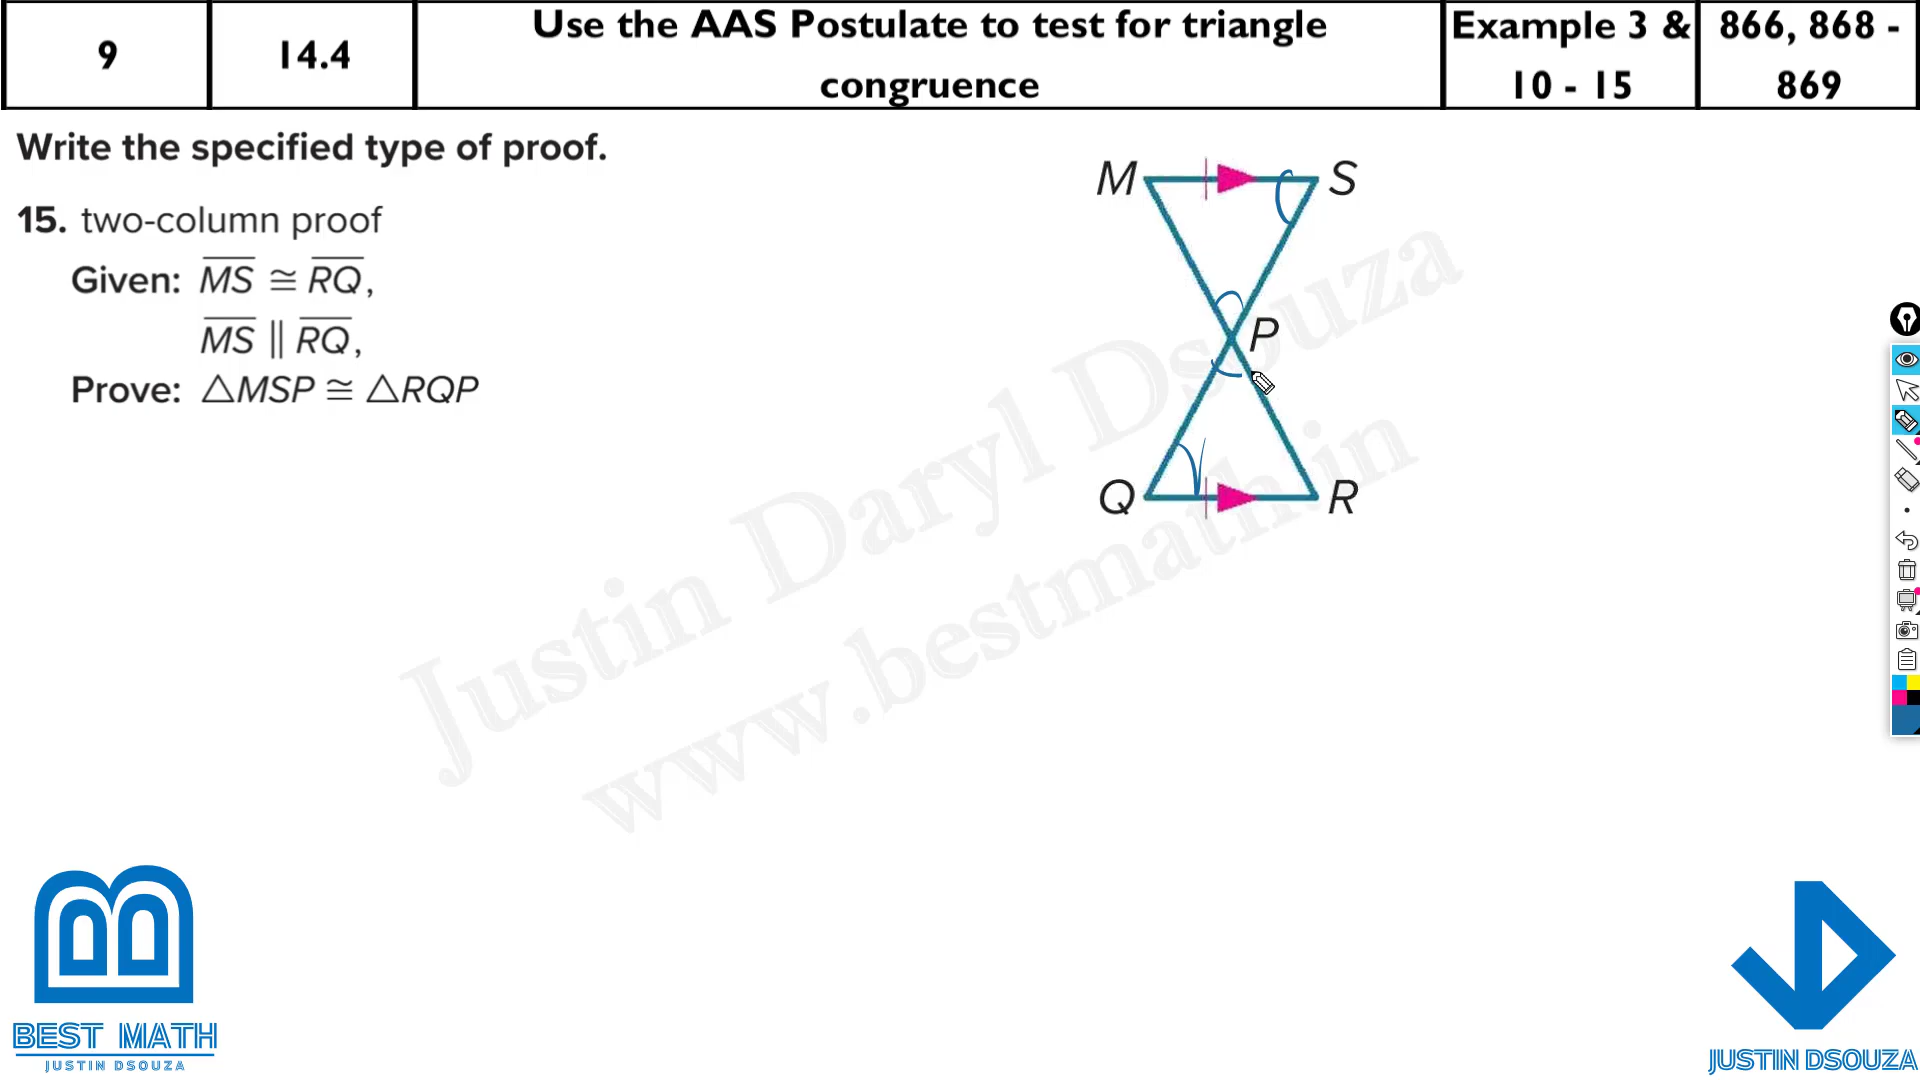 9
14.4
Use the AAS Postulate to test for triangle
congruence
Example 3 &
10 - 15
866, 868 -
869
Write the specified type of proof.
15. two-column proof
Given: MS ≅ RQ,
MS ∥ RQ,
Prove: △MSP ≅ △RQP
M
S
P
Q
R
Justin Daryl Dsouza
www.bestmath.in
BEST MATH
JUSTIN DSOUZA
JUSTIN DSOUZA